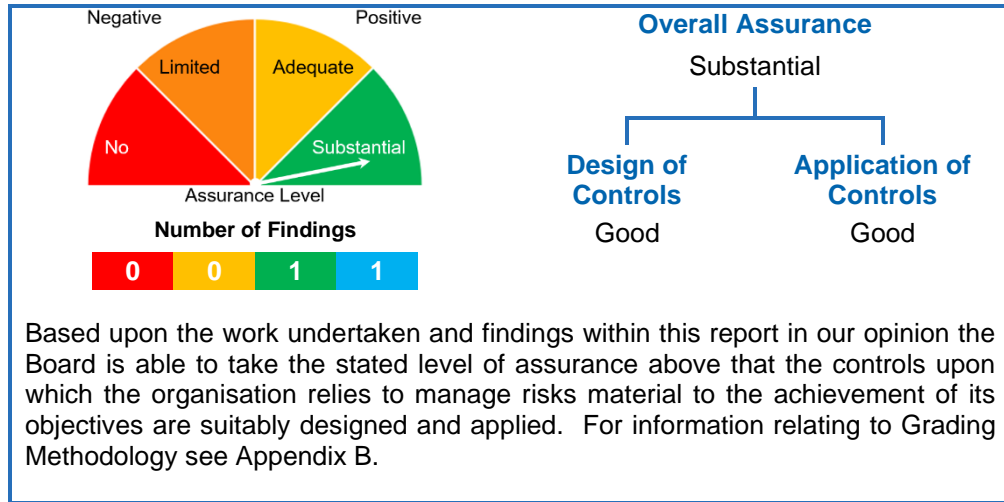 Negative
Positive
Limited
Adequate
No
Substantial
Assurance Level
Number of Findings
0 0 1 1
Overall Assurance
Substantial
Design of
Controls
Good
Application of
Controls
Good
Based upon the work undertaken and findings within this report in our opinion the
Board is able to take the stated level of assurance above that the controls upon
which the organisation relies to manage risks material to the achievement of its
objectives are suitably designed and applied. For information relating to Grading
Methodology see Appendix B.